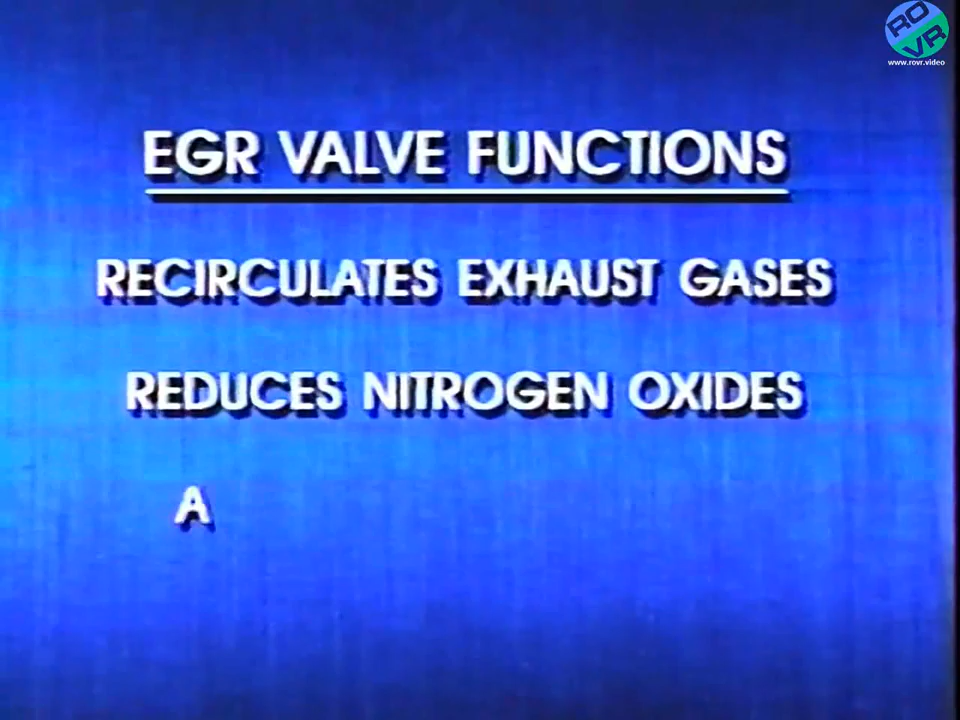 RO
VR
www.rovr.video
EGR VALVE FUNCTIONS
RECIRCULATES EXHAUST GASES
REDUCES NITROGEN OXIDES
A